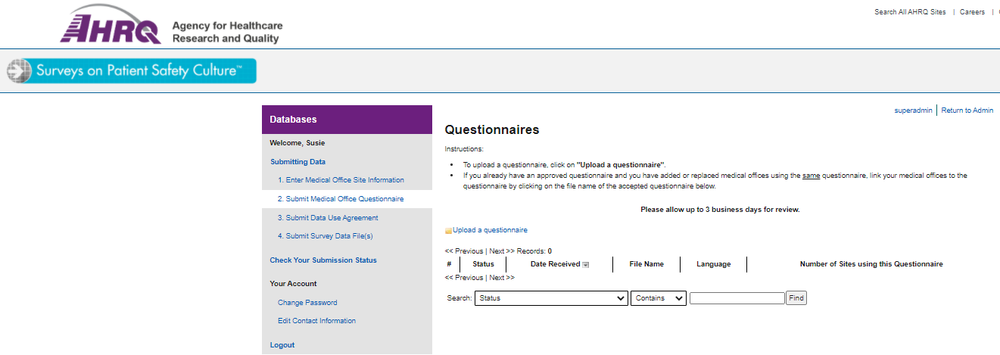 Search All AHRQ Sites | Careers |
AHRQ
Agency for Healthcare
Research and Quality
Surveys on Patient Safety Culture™
superadmin | Return to Admin
Databases
Welcome, Susie
Submitting Data
1. Enter Medical Office Site Information
2. Submit Medical Office Questionnaire
3. Submit Data Use Agreement
4. Submit Survey Data File(s)
Check Your Submission Status
Your Account
Change Password
Edit Contact Information
Logout
Questionnaires
Instructions:
• To upload a questionnaire, click on "Upload a questionnaire".
• If you already have an approved questionnaire and you have added or replaced medical offices using the same questionnaire, link your medical offices to the
questionnaire by clicking on the file name of the accepted questionnaire below.
Please allow up to 3 business days for review.
Upload a questionnaire
<< Previous | Next >> Records: 0
# Status Date Received File Name Language Number of Sites using this Questionnaire
<< Previous | Next >>
Search: Status Contains Find